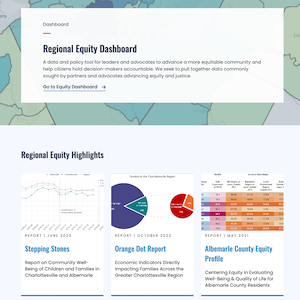 Dashboard
Regional Equity Dashboard
A data and policy tool for leaders and advocates to advance a more equitable community and
help citizens hold decision-makers accountable. We seek to pull together data commonly
sought by partners and advocates advancing equity and justice.
Go to Equity Dashboard →
Regional Equity Highlights
REPORT | JUNE 2022
Stepping Stones
Report on Community Well-
Being of Children and Families in
Charlottesville and Albemarle
REPORT | OCTOBER 2022
Orange Dot Report
Economic Indicators Directly
Impacting Families Across the
Greater Charlottesville Region
REPORT | MAY, 2021
Albemarle County Equity
Profile
Centering Equity in Evaluating
Well-Being & Quality of Life for
Albemarle County Residents